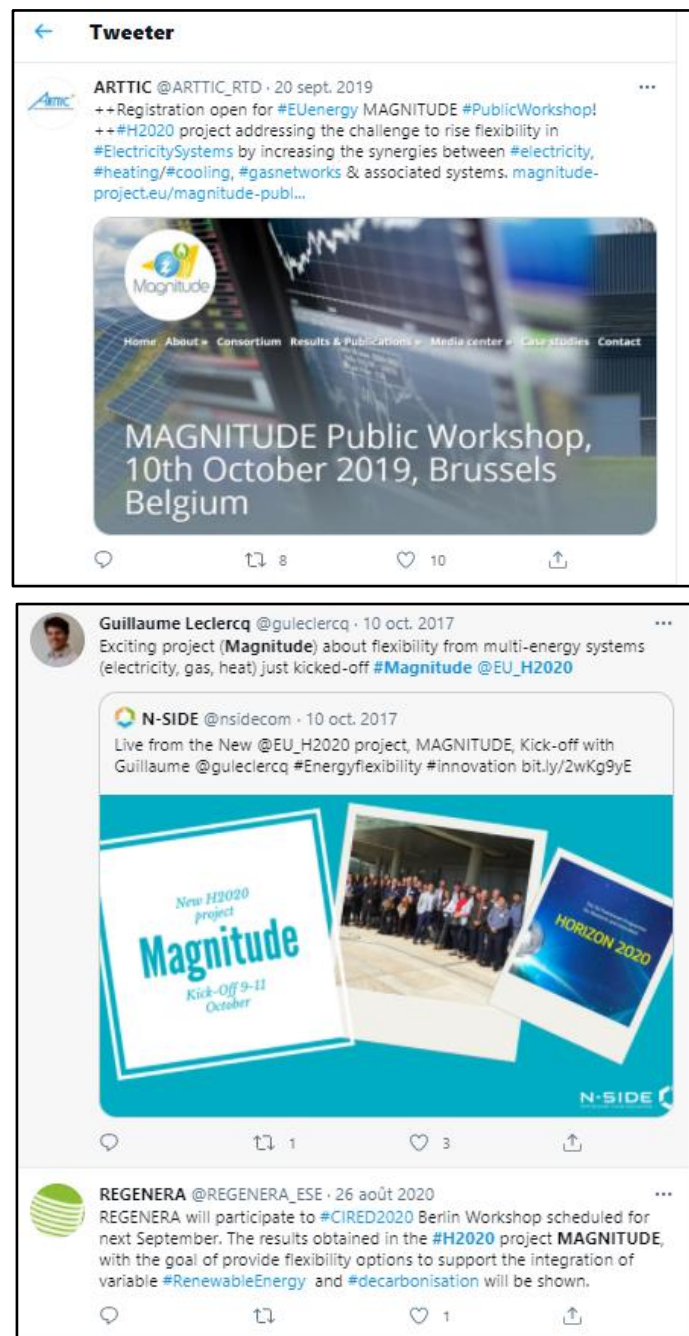 ← Tweeter
ARTTIC @ARTTIC_RTD · 20 sept. 2019 ...
ARTTIC
++Registration open for #EUenergy MAGNITUDE #PublicWorkshop!
++#H2020 project addressing the challenge to rise flexibility in
#ElectricitySystems by increasing the synergies between #electricity,
#heating/#cooling, #gasnetworks & associated systems. magnitude-
project.eu/magnitude-publ...
Magnitude
Home About » Consortium Results & Publications » Media center » Case studies Contact
MAGNITUDE Public Workshop,
10th October 2019, Brussels
Belgium
8 10
Guillaume Leclercq @guleclercq · 10 oct. 2017 ...
Exciting project (Magnitude) about flexibility from multi-energy systems
(electricity, gas, heat) just kicked-off #Magnitude @EU_H2020
N-SIDE @nsidecom · 10 oct. 2017
Live from the New @EU_H2020 project, MAGNITUDE, Kick-off with
Guillaume @guleclercq #Energyflexibility #innovation bit.ly/2wKg9yE
New H2020
project
Magnitude
Kick-Off 9-11
October
HORIZON 2020
N-SIDE
1 3
REGENERA @REGENERA_ESE · 26 août 2020 ...
REGENERA will participate to #CIRED2020 Berlin Workshop scheduled for
next September. The results obtained in the #H2020 project MAGNITUDE,
with the goal of provide flexibility options to support the integration of
variable #RenewableEnergy and #decarbonisation will be shown.
1